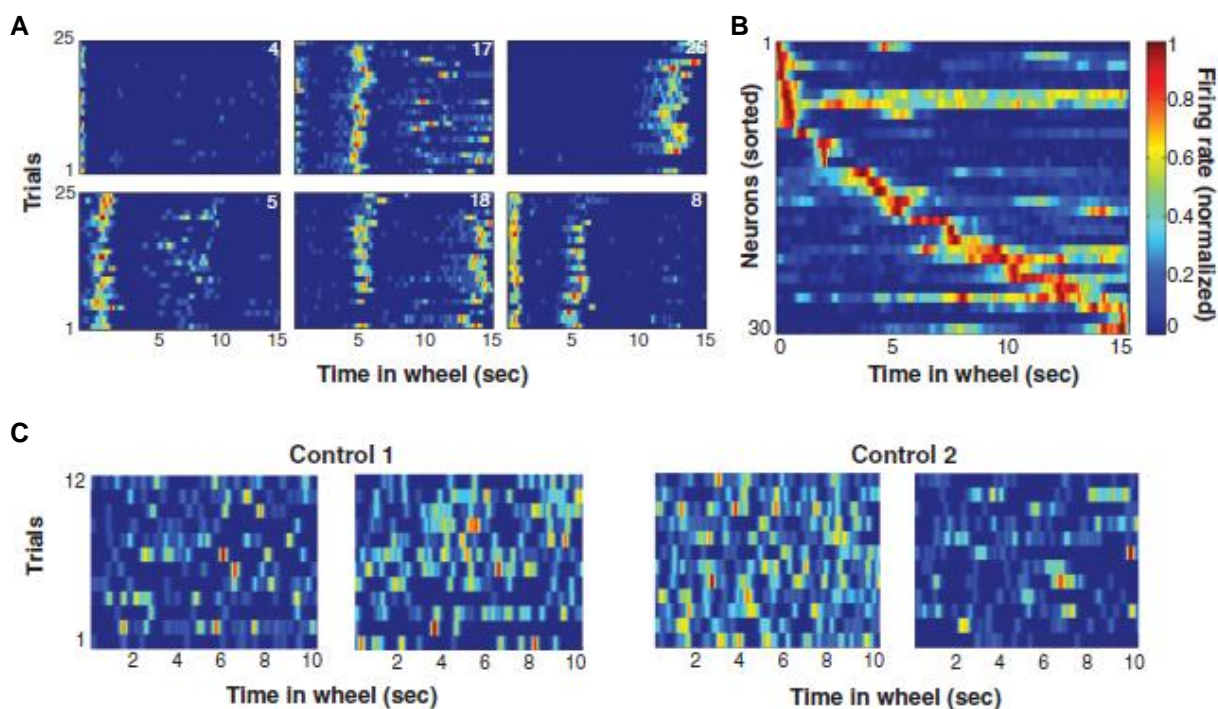 A
25
4
17
26
Trials
1
25
5
18
8
1
5 10 15 5 10 15 5 10 15
Time in wheel (sec)
B
1
Neurons (sorted)
30
0 5 10 15
Time in wheel (sec)
1
0.8
0.6
0.4
0.2
0
Firing rate (normalized)
C
Control 1
12
Trials
1
2 4 6 8 10 2 4 6 8 10
Time in wheel (sec)
Control 2
2 4 6 8 10 2 4 6 8 10
Time in wheel (sec)